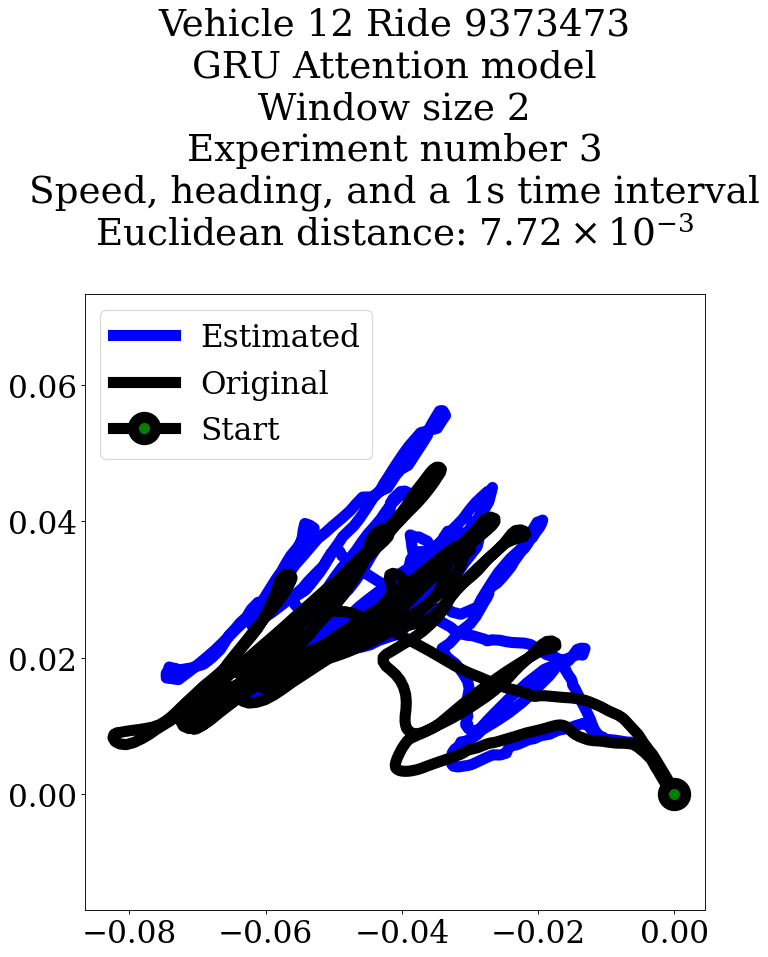 Vehicle 12 Ride 9373473
GRU Attention model
Window size 2
Experiment number 3
Speed, heading, and a 1s time interval
Euclidean distance: 7.72 × 10⁻³
Estimated
Original
Start
0.06
0.04
0.02
0.00
−0.08 −0.06 −0.04 −0.02 0.00